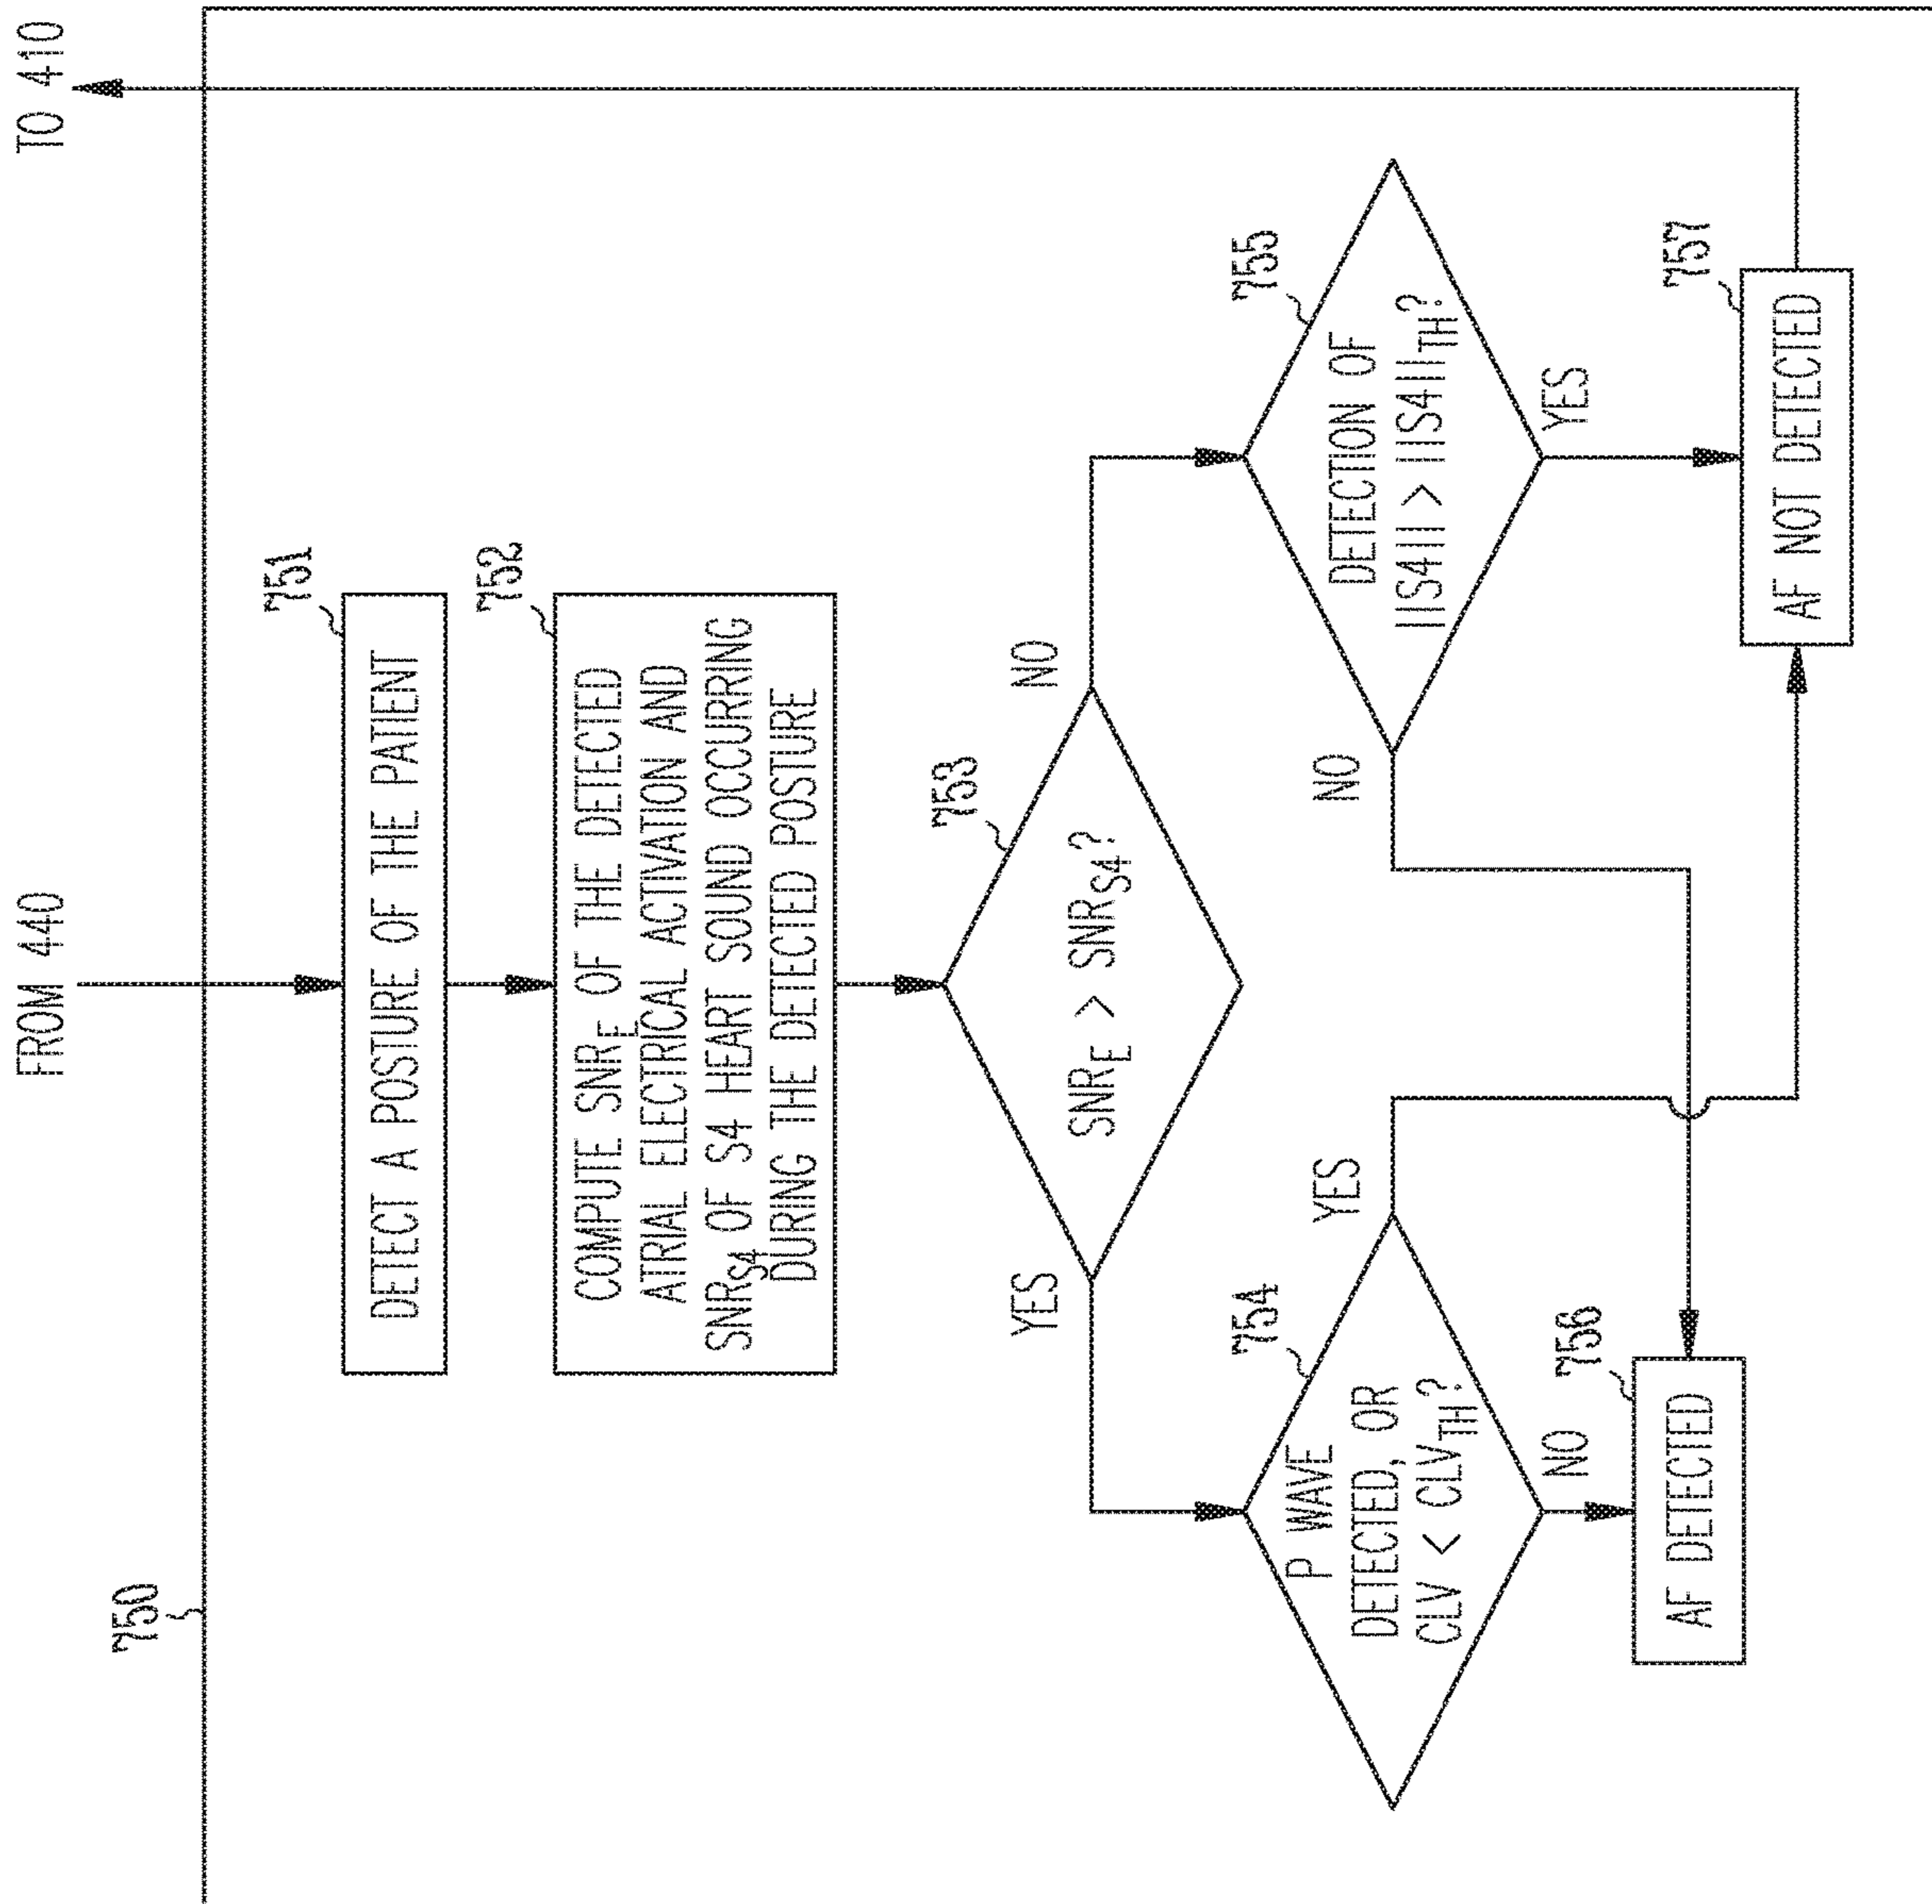 FROM 440
TO 410
750
751
DETECT A POSTURE OF THE PATIENT
752
COMPUTE SNR_E OF THE DETECTED
ATRIAL ELECTRICAL ACTIVATION AND
SNR_S4 OF S4 HEART SOUND OCCURRING
DURING THE DETECTED POSTURE
753
SNR_E > SNR_S4?
YES
NO
754
P WAVE
DETECTED, OR
CLV < CLV_TH?
YES
NO
755
DETECTION OF
||S4|| > ||S4||_TH?
NO
YES
756
AF DETECTED
757
AF NOT DETECTED